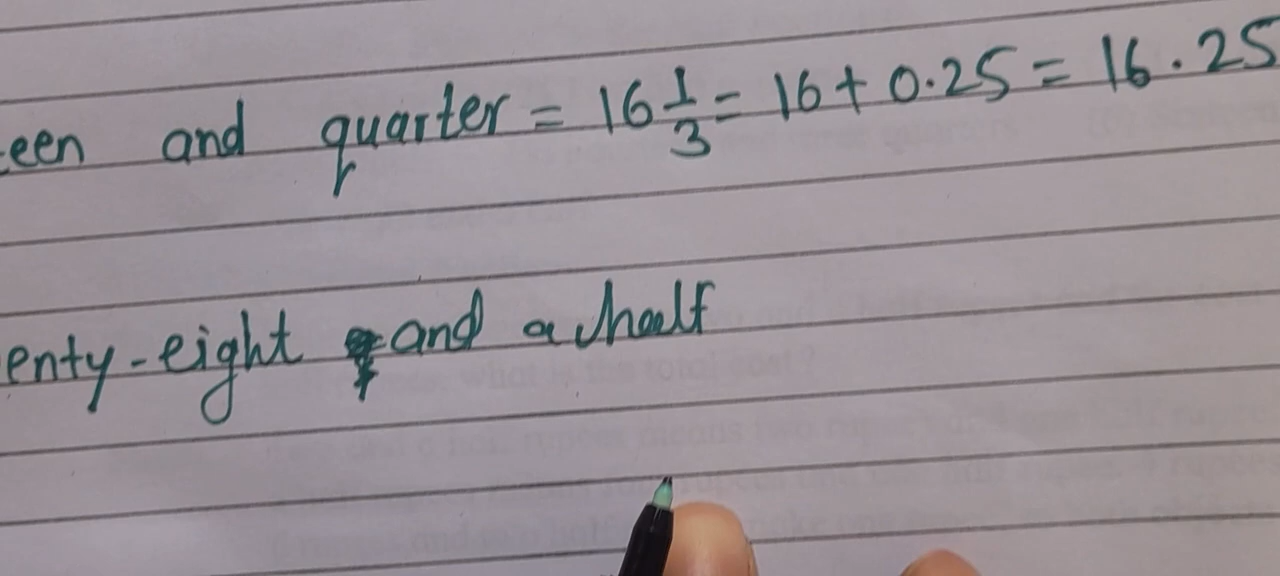 een and quarter = 16 1/3 = 16 + 0.25 = 16.25
enty-eight and a half